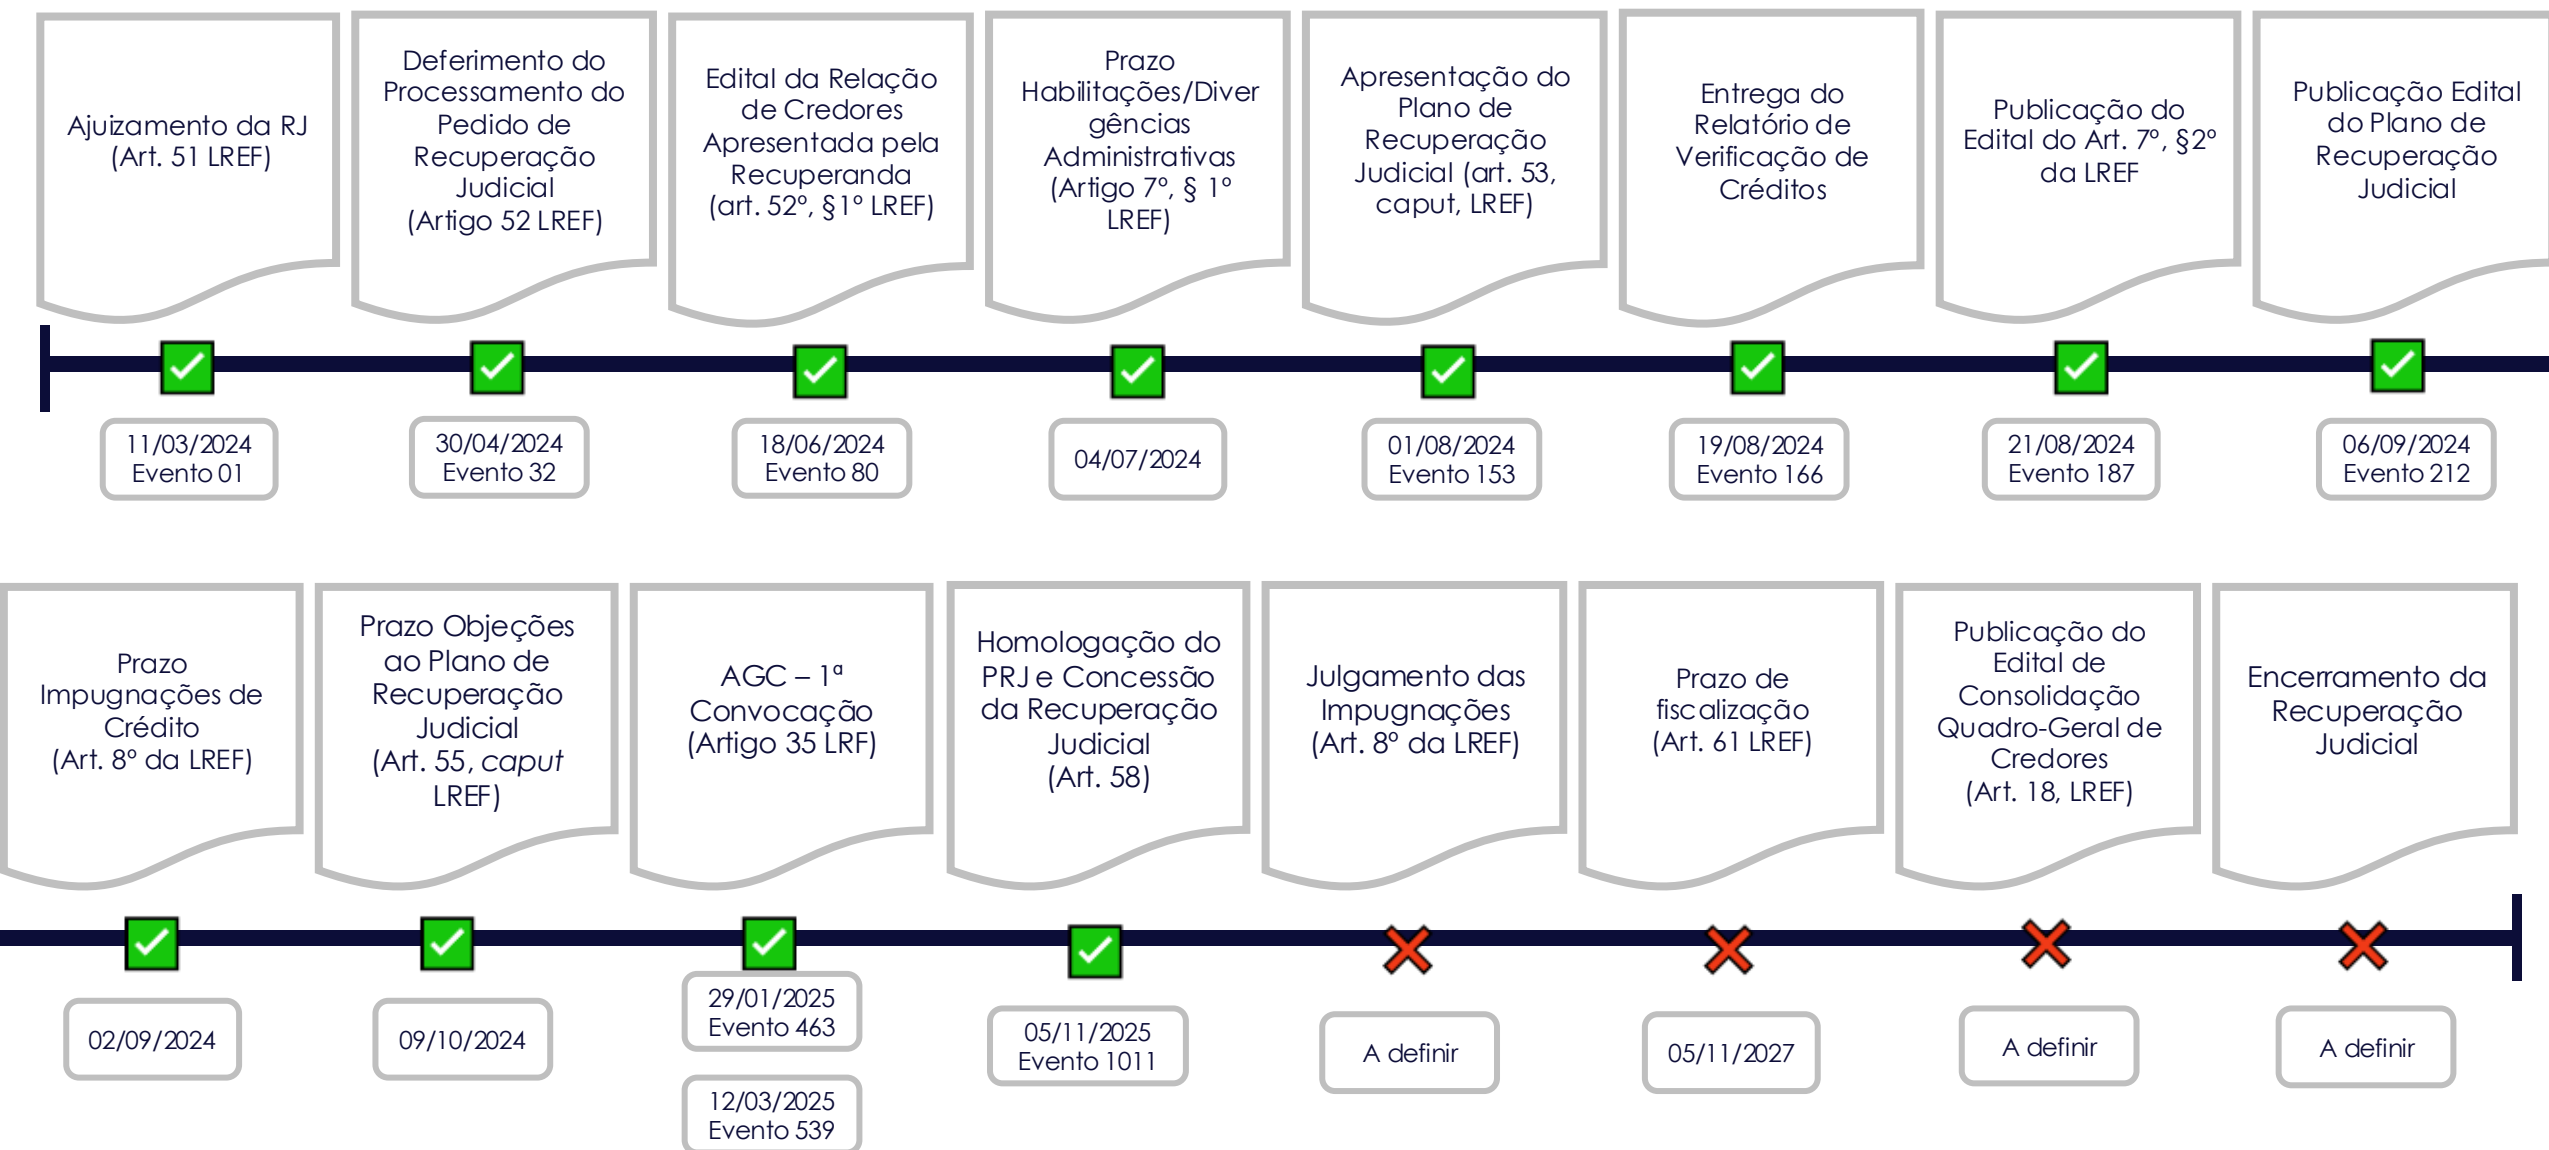 Ajuizamento da RJ
(Art. 51 LREF)
Deferimento do
Processamento do
Pedido de
Recuperação
Judicial
(Artigo 52 LREF)
Edital da Relação
de Credores
Apresentada pela
Recuperanda
(art. 52º, §1º LREF)
Prazo
Habilitações/Diver
gências
Administrativas
(Artigo 7º, § 1º
LREF)
Apresentação do
Plano de
Recuperação
Judicial (art. 53,
caput, LREF)
Entrega do
Relatório de
Verificação de
Créditos
Publicação do
Edital do Art. 7º, §2º
da LREF
Publicação Edital
do Plano de
Recuperação
Judicial
11/03/2024
Evento 01
30/04/2024
Evento 32
18/06/2024
Evento 80
04/07/2024
01/08/2024
Evento 153
19/08/2024
Evento 166
21/08/2024
Evento 187
06/09/2024
Evento 212
Prazo
Impugnações de
Crédito
(Art. 8º da LREF)
Prazo Objeções
ao Plano de
Recuperação
Judicial
(Art. 55, caput
LREF)
AGC – 1ª
Convocação
(Artigo 35 LRF)
Homologação do
PRJ e Concessão
da Recuperação
Judicial
(Art. 58)
Julgamento das
Impugnações
(Art. 8º da LREF)
Prazo de
fiscalização
(Art. 61 LREF)
Publicação do
Edital de
Consolidação
Quadro-Geral de
Credores
(Art. 18, LREF)
Encerramento da
Recuperação
Judicial
02/09/2024
09/10/2024
29/01/2025
Evento 463
12/03/2025
Evento 539
05/11/2025
Evento 1011
A definir
05/11/2027
A definir
A definir